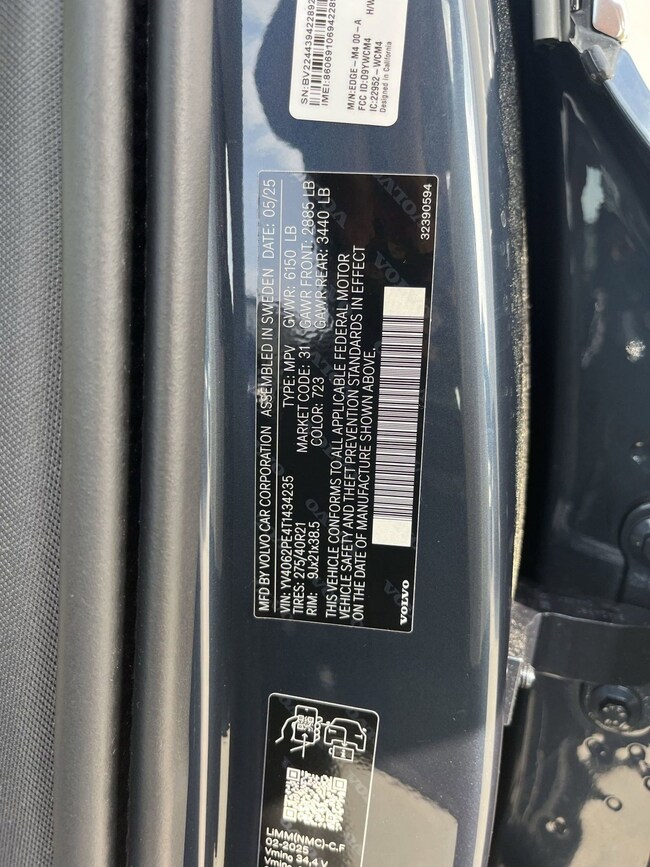 SN:BV224439422892
IMEI:86069106942289
M/N:EDGE-M4 00-A
FCC ID:O9YWCM4
IC:22952-WCM4
Designed in California
H/W
MFD BY VOLVO CAR CORPORATION ASSEMBLED IN SWEDEN DATE: 05/25
VIN: YV4062PE4T1434235 TYPE: MPV GVWR: 6150 LB
TIRES: 275/40R21 MARKET CODE: 31 GAWR FRONT: 2885 LB
RIM: 9Jx21x38.5 COLOR: 723 GAWR REAR: 3440 LB
THIS VEHICLE CONFORMS TO ALL APPLICABLE FEDERAL MOTOR
VEHICLE SAFETY AND THEFT PREVENTION STANDARDS IN EFFECT
ON THE DATE OF MANUFACTURE SHOWN ABOVE.
VOLVO
32390594
LiMM(NMC)-C,F
02-2025
Vmin₀ 34,4 V